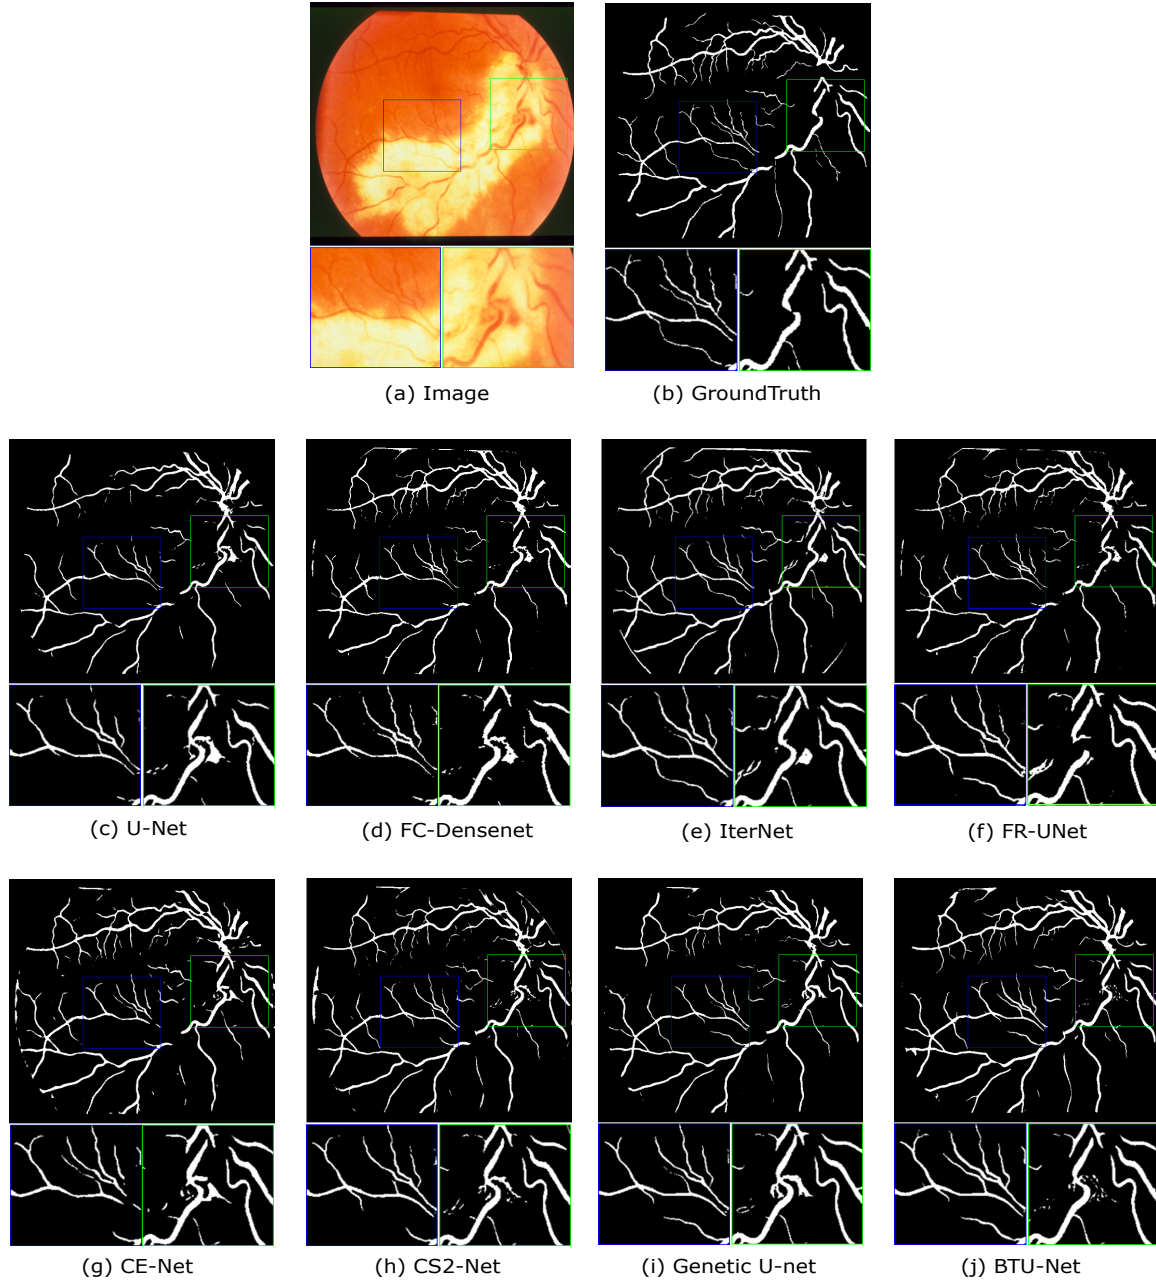 (a) Image
(b) GroundTruth
(c) U-Net
(d) FC-Densenet
(e) IterNet
(f) FR-UNet
(g) CE-Net
(h) CS2-Net
(i) Genetic U-net
(j) BTU-Net